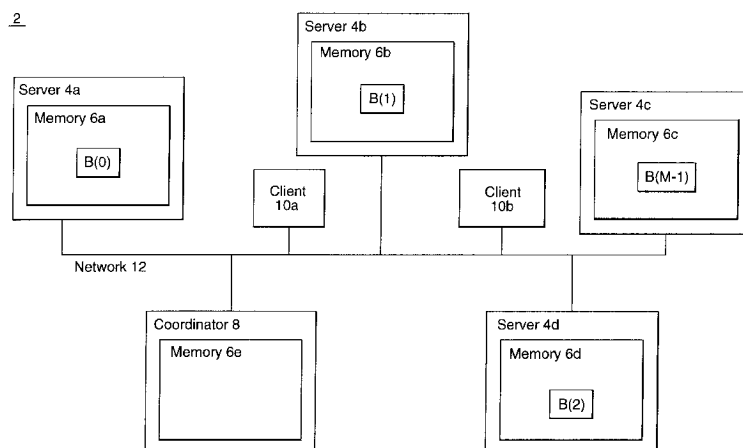 2
Server 4b
Memory 6b
B(1)
Server 4a
Memory 6a
B(0)
Server 4c
Memory 6c
B(M-1)
Client
10a
Client
10b
Network 12
Coordinator 8
Memory 6e
Server 4d
Memory 6d
B(2)